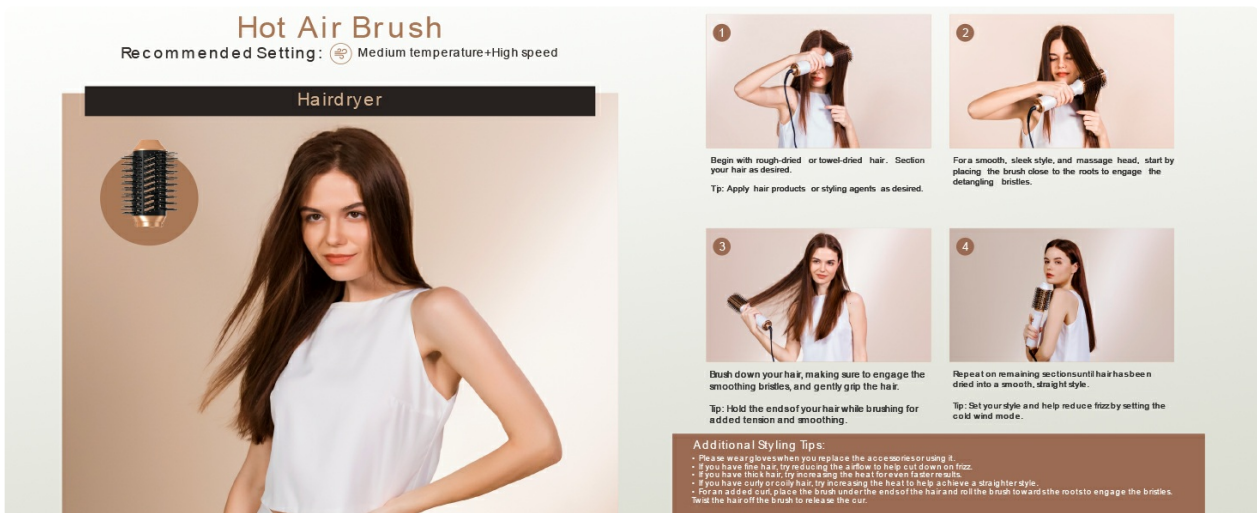 Hot Air Brush
Recommended Setting: Medium temperature+High speed
Hairdryer
1
Begin with rough-dried or towel-dried hair. Section
your hair as desired.
Tip: Apply hair products or styling agents as desired.
2
For a smooth, sleek style, and massage head, start by
placing the brush close to the roots to engage the
detangling bristles.
3
Brush down your hair, making sure to engage the
smoothing bristles, and gently grip the hair.
Tip: Hold the ends of your hair while brushing for
added tension and smoothing.
4
Repeat on remaining sections until hair has been
dried into a smooth, straight style.
Tip: Set your style and help reduce frizz by setting the
cold wind mode.
Additional Styling Tips:
• Please wear gloves when you replace the accessories or using it.
• If you have fine hair, try reducing the airflow to help cut down on frizz.
• If you have thick hair, try increasing the heat for even faster results.
• If you have curly or coily hair, try increasing the heat to help achieve a straighter style.
• For an added curl, place the brush under the ends of the hair and roll the brush towards the roots to engage the bristles.
Twist the hair off the brush to release the cur.